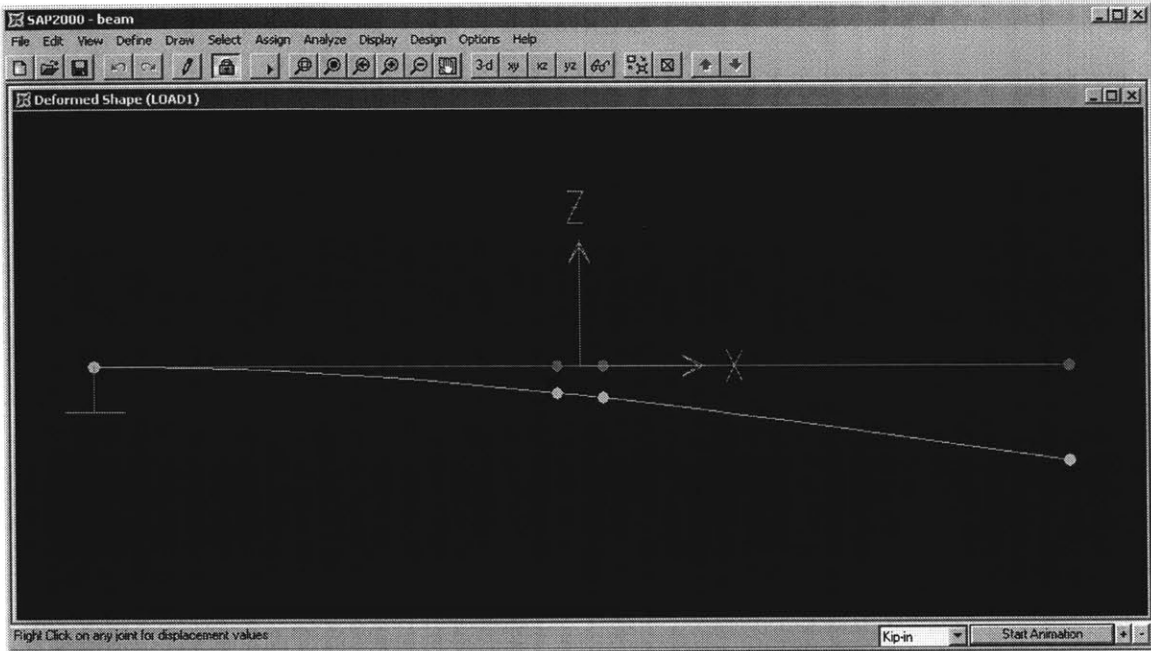 SAP2000 - beam
File Edit View Define Draw Select Assign Analyze Display Design Options Help
3-d xy xz yz
Deformed Shape (LOAD1)
Z
X
Right Click on any joint for displacement values
Kip-in
Start Animation
+ -